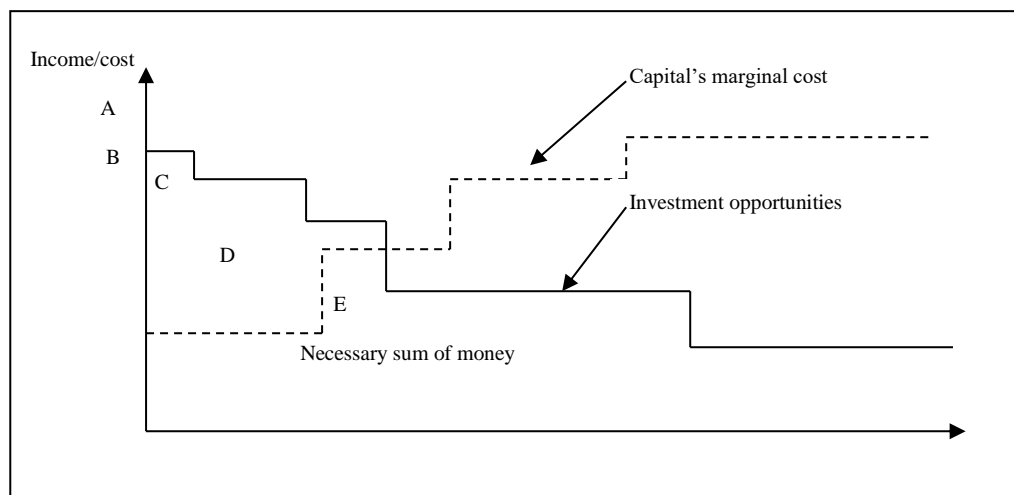 Income/cost
Capital’s marginal cost
A
B
C
Investment opportunities
D
E
Necessary sum of money